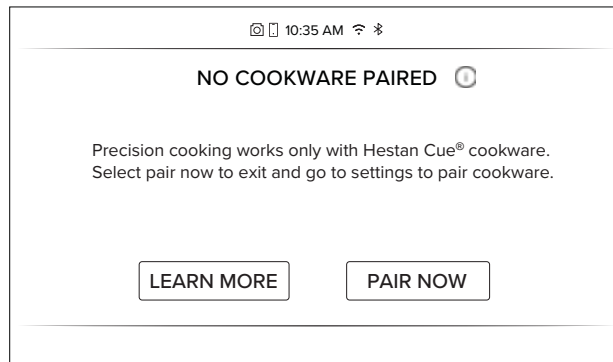 10:35 AM
NO COOKWARE PAIRED
Precision cooking works only with Hestan Cue® cookware.
Select pair now to exit and go to settings to pair cookware.
LEARN MORE
PAIR NOW